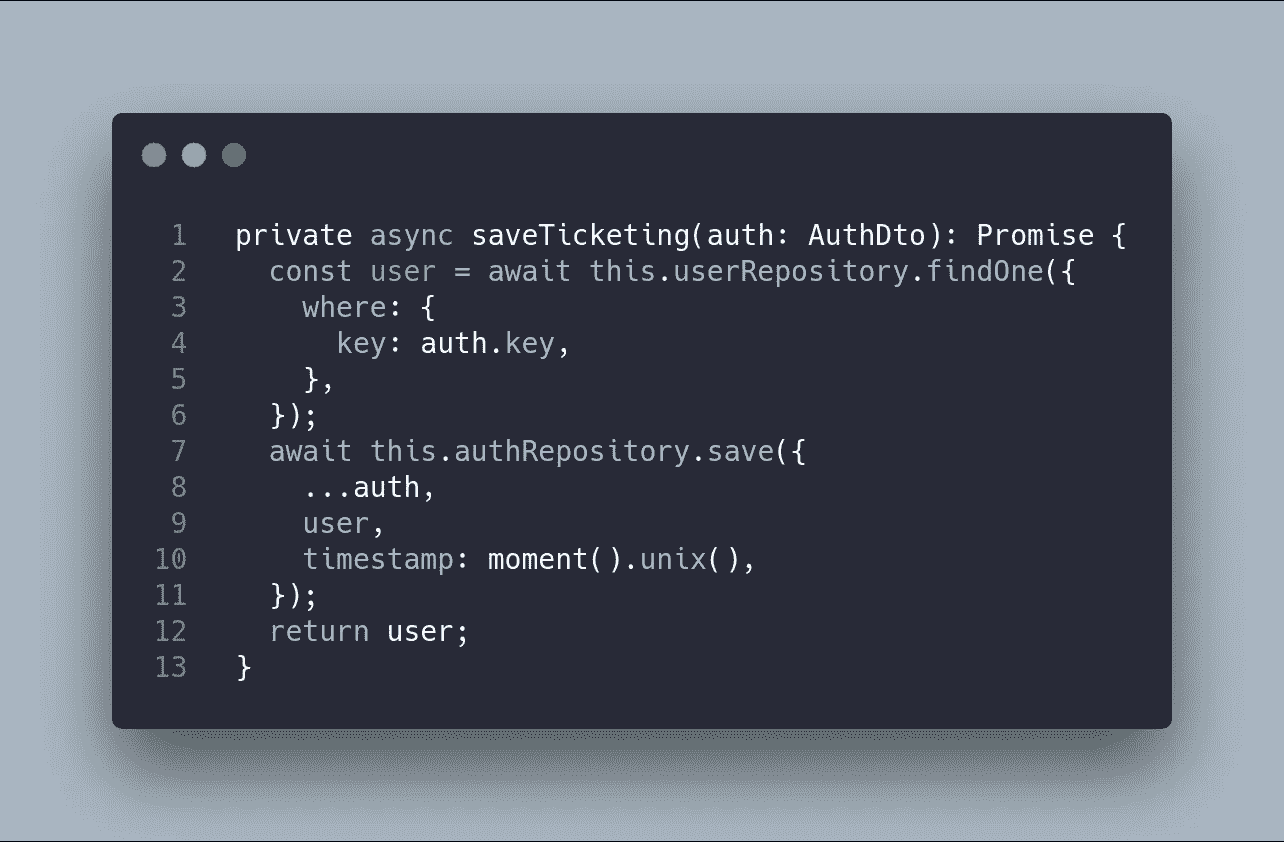 1 private async saveTicketing(auth: AuthDto): Promise {
2   const user = await this.userRepository.findOne({
3     where: {
4       key: auth.key,
5     },
6   });
7   await this.authRepository.save({
8     ...auth,
9     user,
10     timestamp: moment().unix(),
11   });
12   return user;
13 }